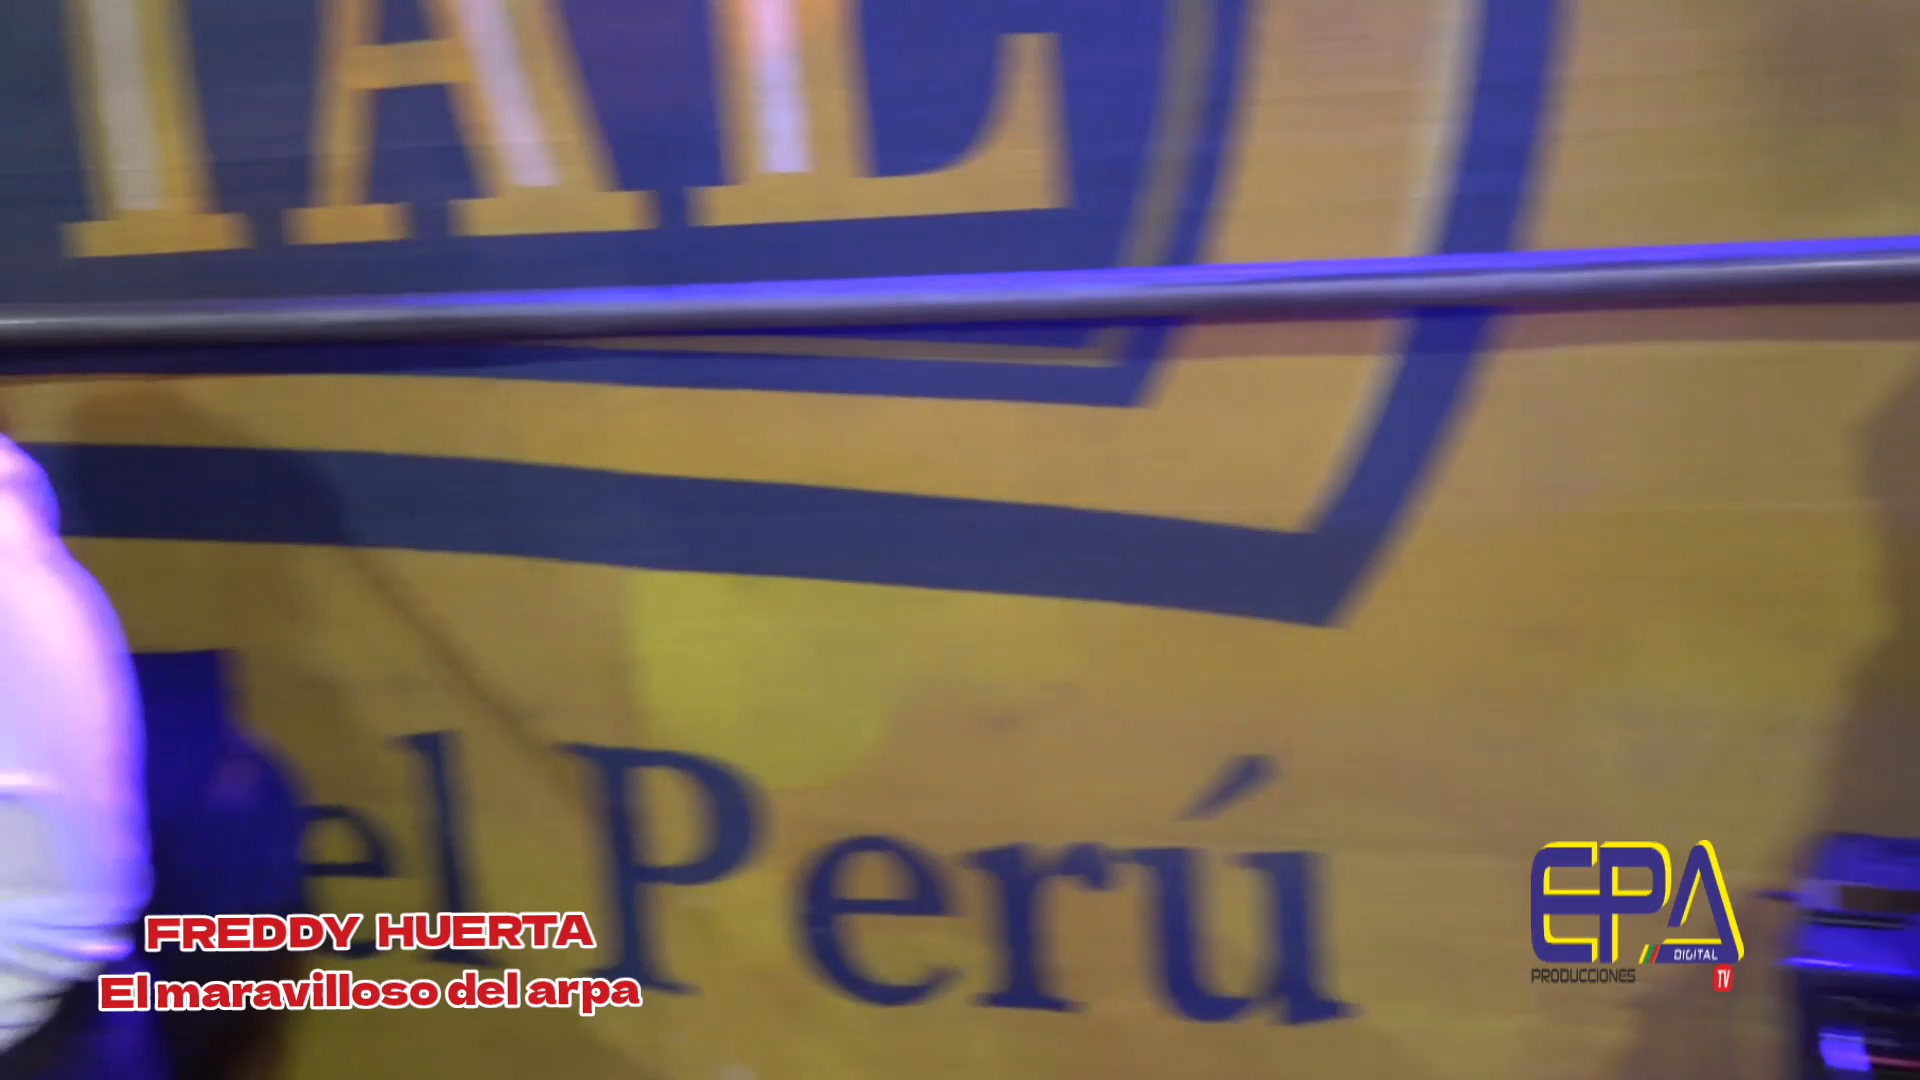 IAL
el Perú
FREDDY HUERTA
El maravilloso del arpa
EPA
DIGITAL
PRODUCCIONES
TV